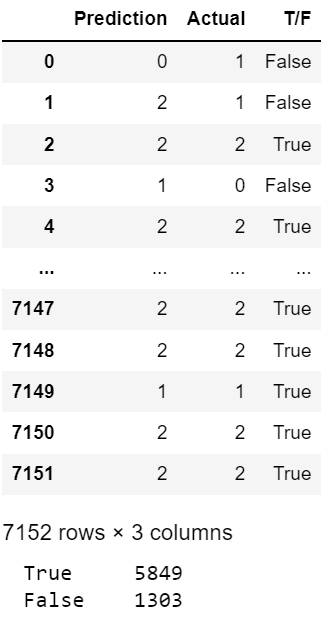 Prediction Actual T/F
0 0 1 False
1 2 1 False
2 2 2 True
3 1 0 False
4 2 2 True
... ... ... ...
7147 2 2 True
7148 2 2 True
7149 1 1 True
7150 2 2 True
7151 2 2 True
7152 rows × 3 columns
True 5849
False 1303